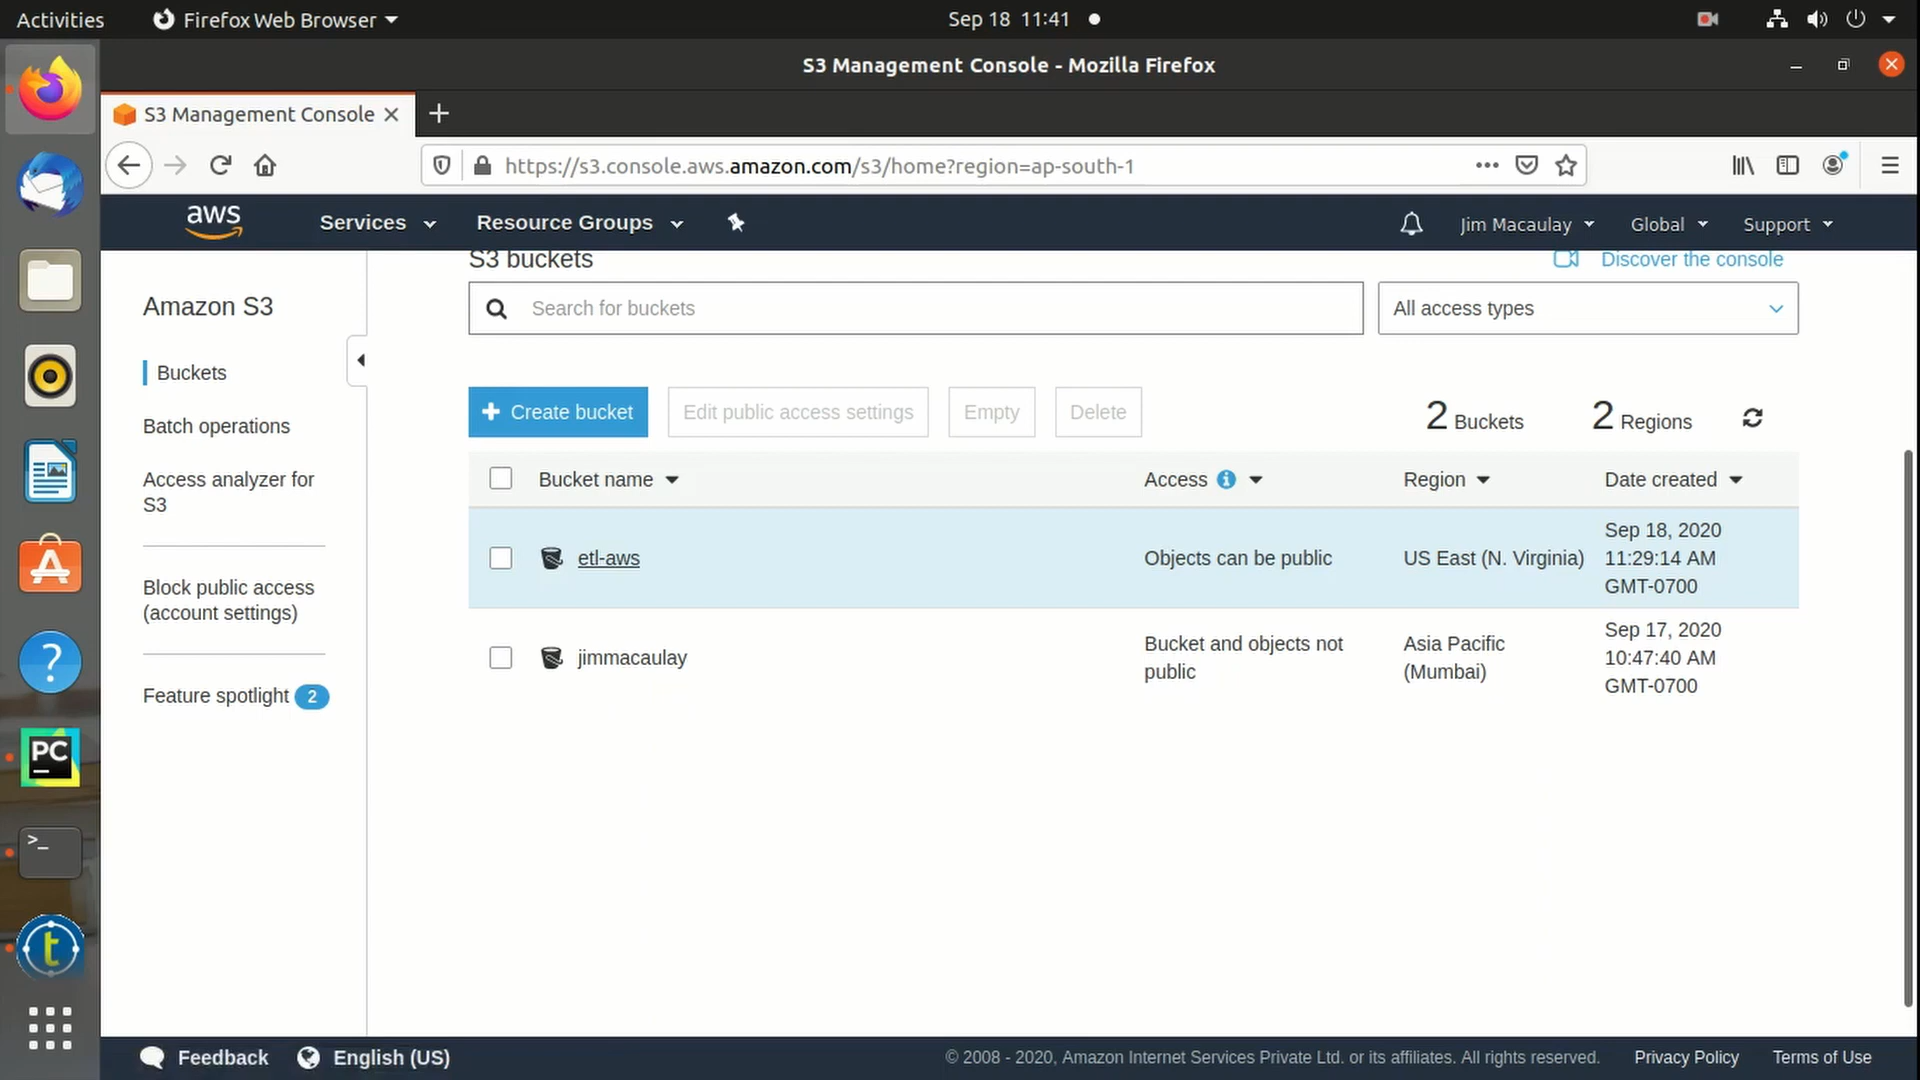 Activities
Firefox Web Browser
Sep 18 11:41
S3 Management Console - Mozilla Firefox
S3 Management Console
https://s3.console.aws.amazon.com/s3/home?region=ap-south-1
aws
Services
Resource Groups
Jim Macaulay
Global
Support
S3 buckets
Discover the console
Amazon S3
Search for buckets
All access types
Buckets
Batch operations
Access analyzer for
S3
Block public access
(account settings)
Feature spotlight 2
Create bucket
Edit public access settings
Empty
Delete
2 Buckets
2 Regions
Bucket name
Access
Region
Date created
etl-aws
Objects can be public
US East (N. Virginia)
Sep 18, 2020
11:29:14 AM
GMT-0700
jimmacaulay
Bucket and objects not
public
Asia Pacific
(Mumbai)
Sep 17, 2020
10:47:40 AM
GMT-0700
PC
>_
t
Feedback
English (US)
© 2008 - 2020, Amazon Internet Services Private Ltd. or its affiliates. All rights reserved.
Privacy Policy
Terms of Use